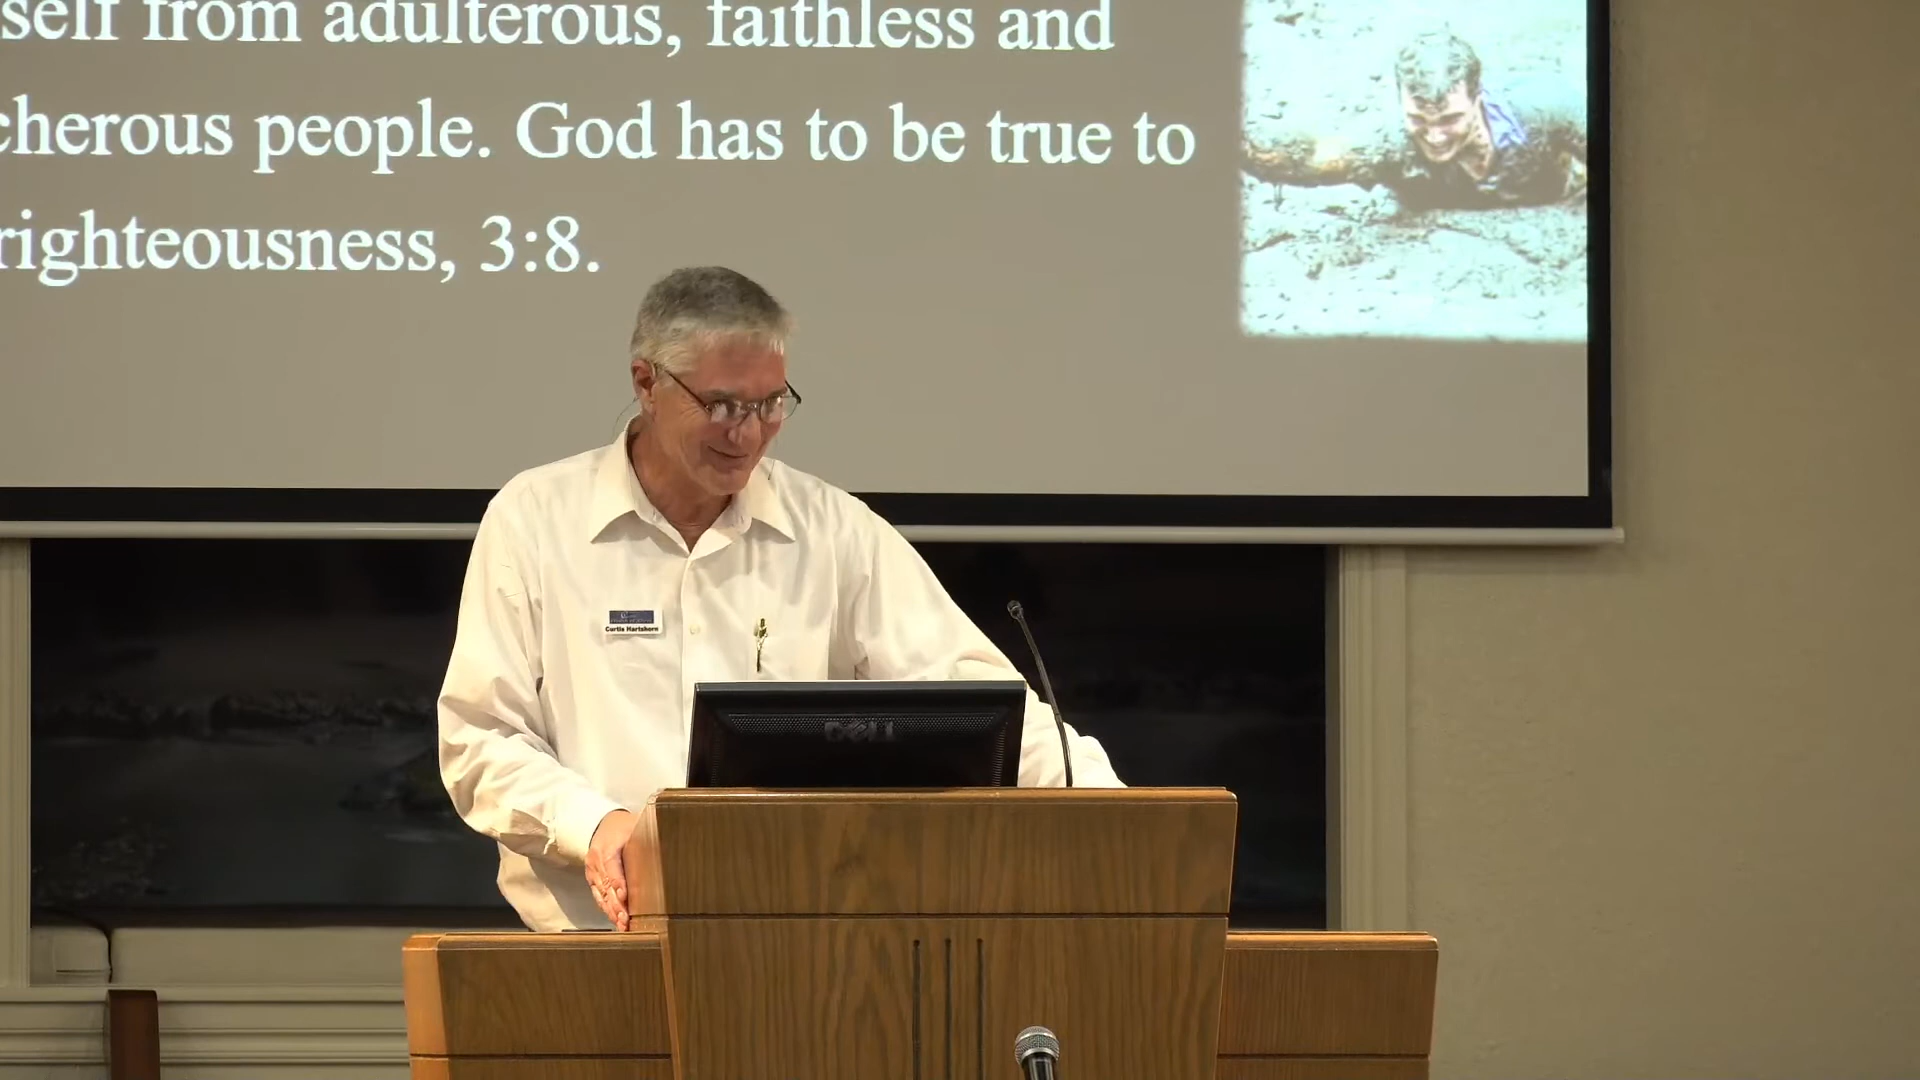 self from adulterous, faithless and
cherous people. God has to be true to
righteousness, 3:8.
Curtis Hartshorn
DELL